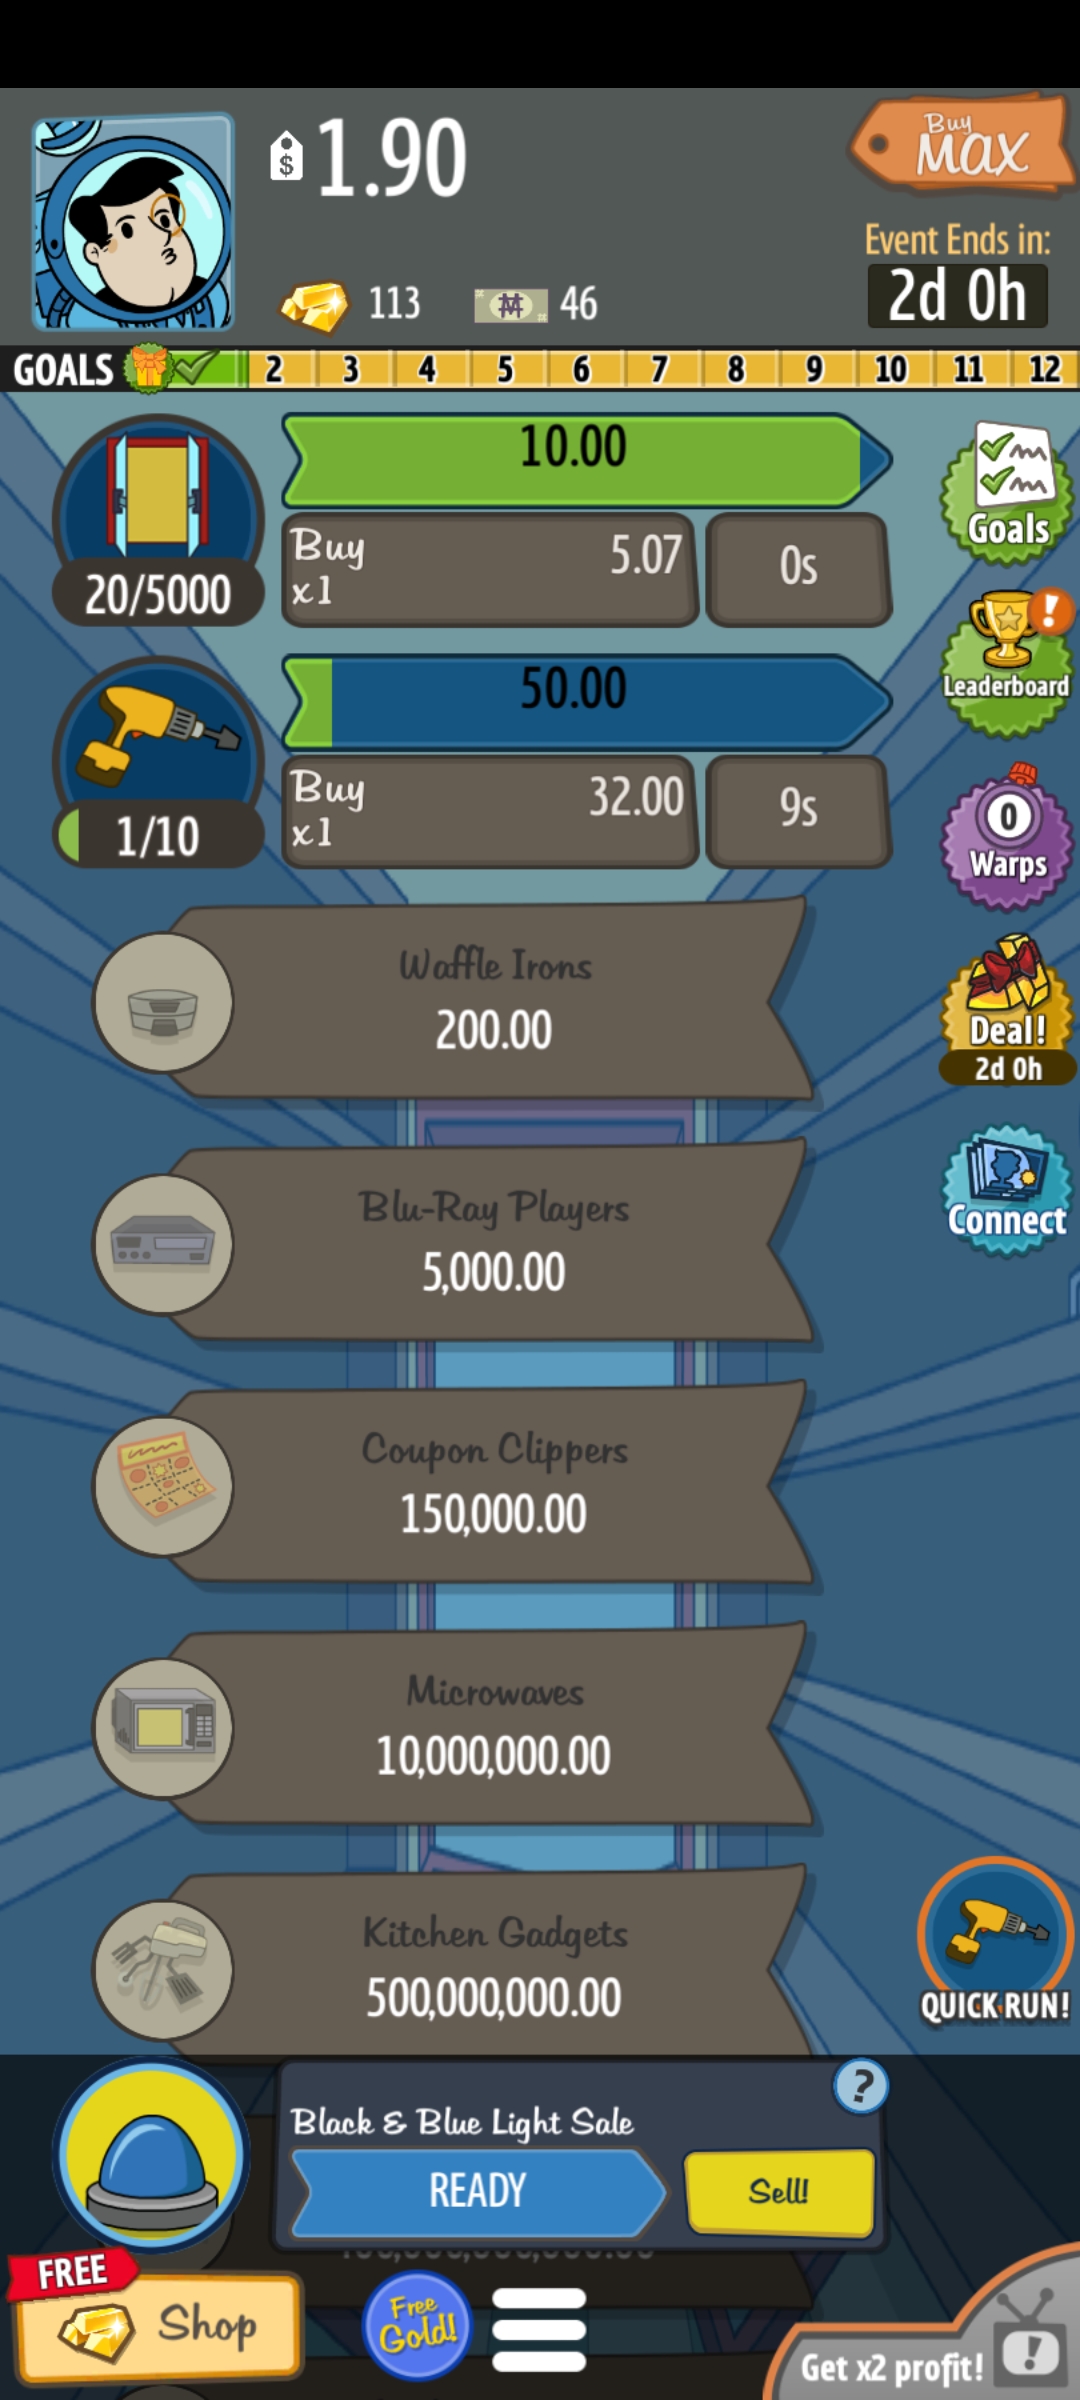 $ 1.90
Buy
MAX
Event Ends in:
2d 0h
113
46
GOALS 2 3 4 5 6 7 8 9 10 11 12
10.00
Buy
x1
5.07
0s
20/5000
Goals
50.00
Buy
x1
32.00
9s
1/10
Leaderboard
0
Warps
Waffle Irons
200.00
Deal!
2d 0h
Blu-Ray Players
5,000.00
Connect
Coupon Clippers
150,000.00
Microwaves
10,000,000.00
Kitchen Gadgets
500,000,000.00
QUICK RUN!
?
Black & Blue Light Sale
READY
Sell!
FREE
Shop
Free
Gold!
Get x2 profit!